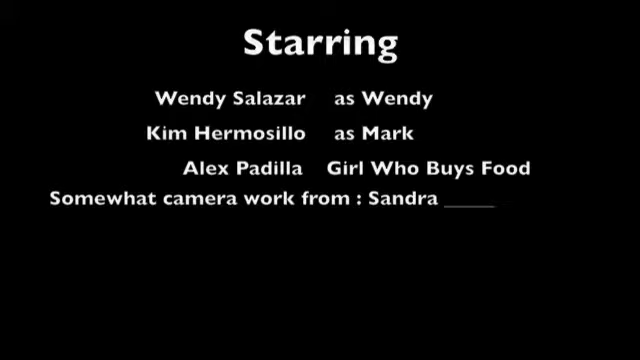 Starring
Wendy Salazar as Wendy
Kim Hermosillo as Mark
Alex Padilla Girl Who Buys Food
Somewhat camera work from : Sandra _____